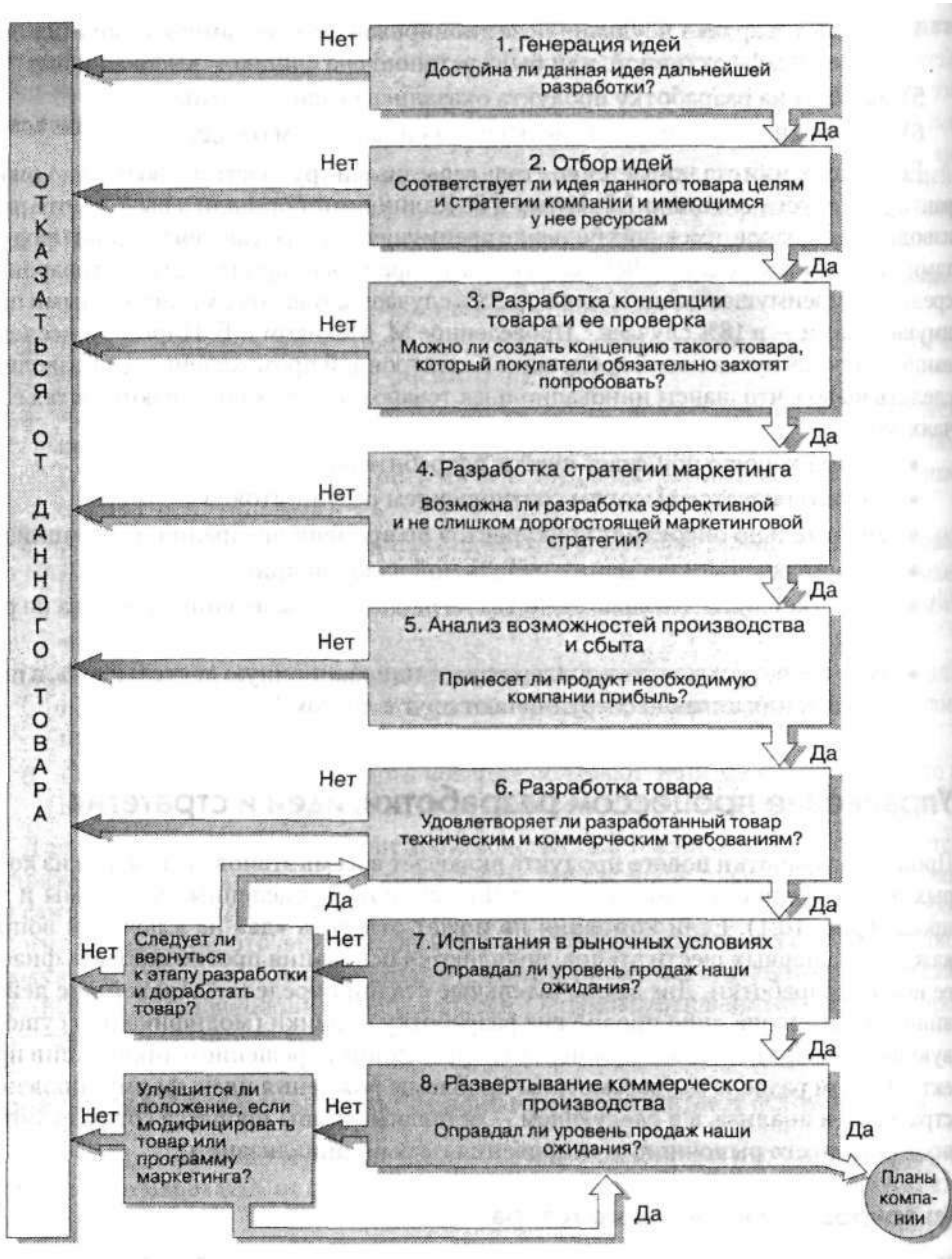 Нет
1. Генерация идей
Достойна ли данная идея дальнейшей
разработки?
Да
Нет
2. Отбор идей
Соответствует ли идея данного товара целям
и стратегии компании и имеющимся
у нее ресурсам
Да
Нет
3. Разработка концепции
товара и ее проверка
Можно ли создать концепцию такого товара,
который покупатели обязательно захотят
попробовать?
Да
Нет
4. Разработка стратегии маркетинга
Возможна ли разработка эффективной
и не слишком дорогостоящей маркетинговой
стратегии?
Да
Нет
5. Анализ возможностей производства
и сбыта
Принесет ли продукт необходимую
компании прибыль?
Да
Нет
6. Разработка товара
Удовлетворяет ли разработанный товар
техническим и коммерческим требованиям?
Да
Да
Нет
Следует ли
вернуться
к этапу разработки
и доработать
товар?
Нет
7. Испытания в рыночных условиях
Оправдал ли уровень продаж наши
ожидания?
Да
Нет
Улучшится ли
положение, если
модифицировать
товар или
программу
маркетинга?
Нет
8. Развертывание коммерческого
производства
Оправдал ли уровень продаж наши
ожидания?
Да
Да
Планы
компа-
нии
ОТКАЗАТЬСЯ ОТ ДАННОГО ТОВАРА